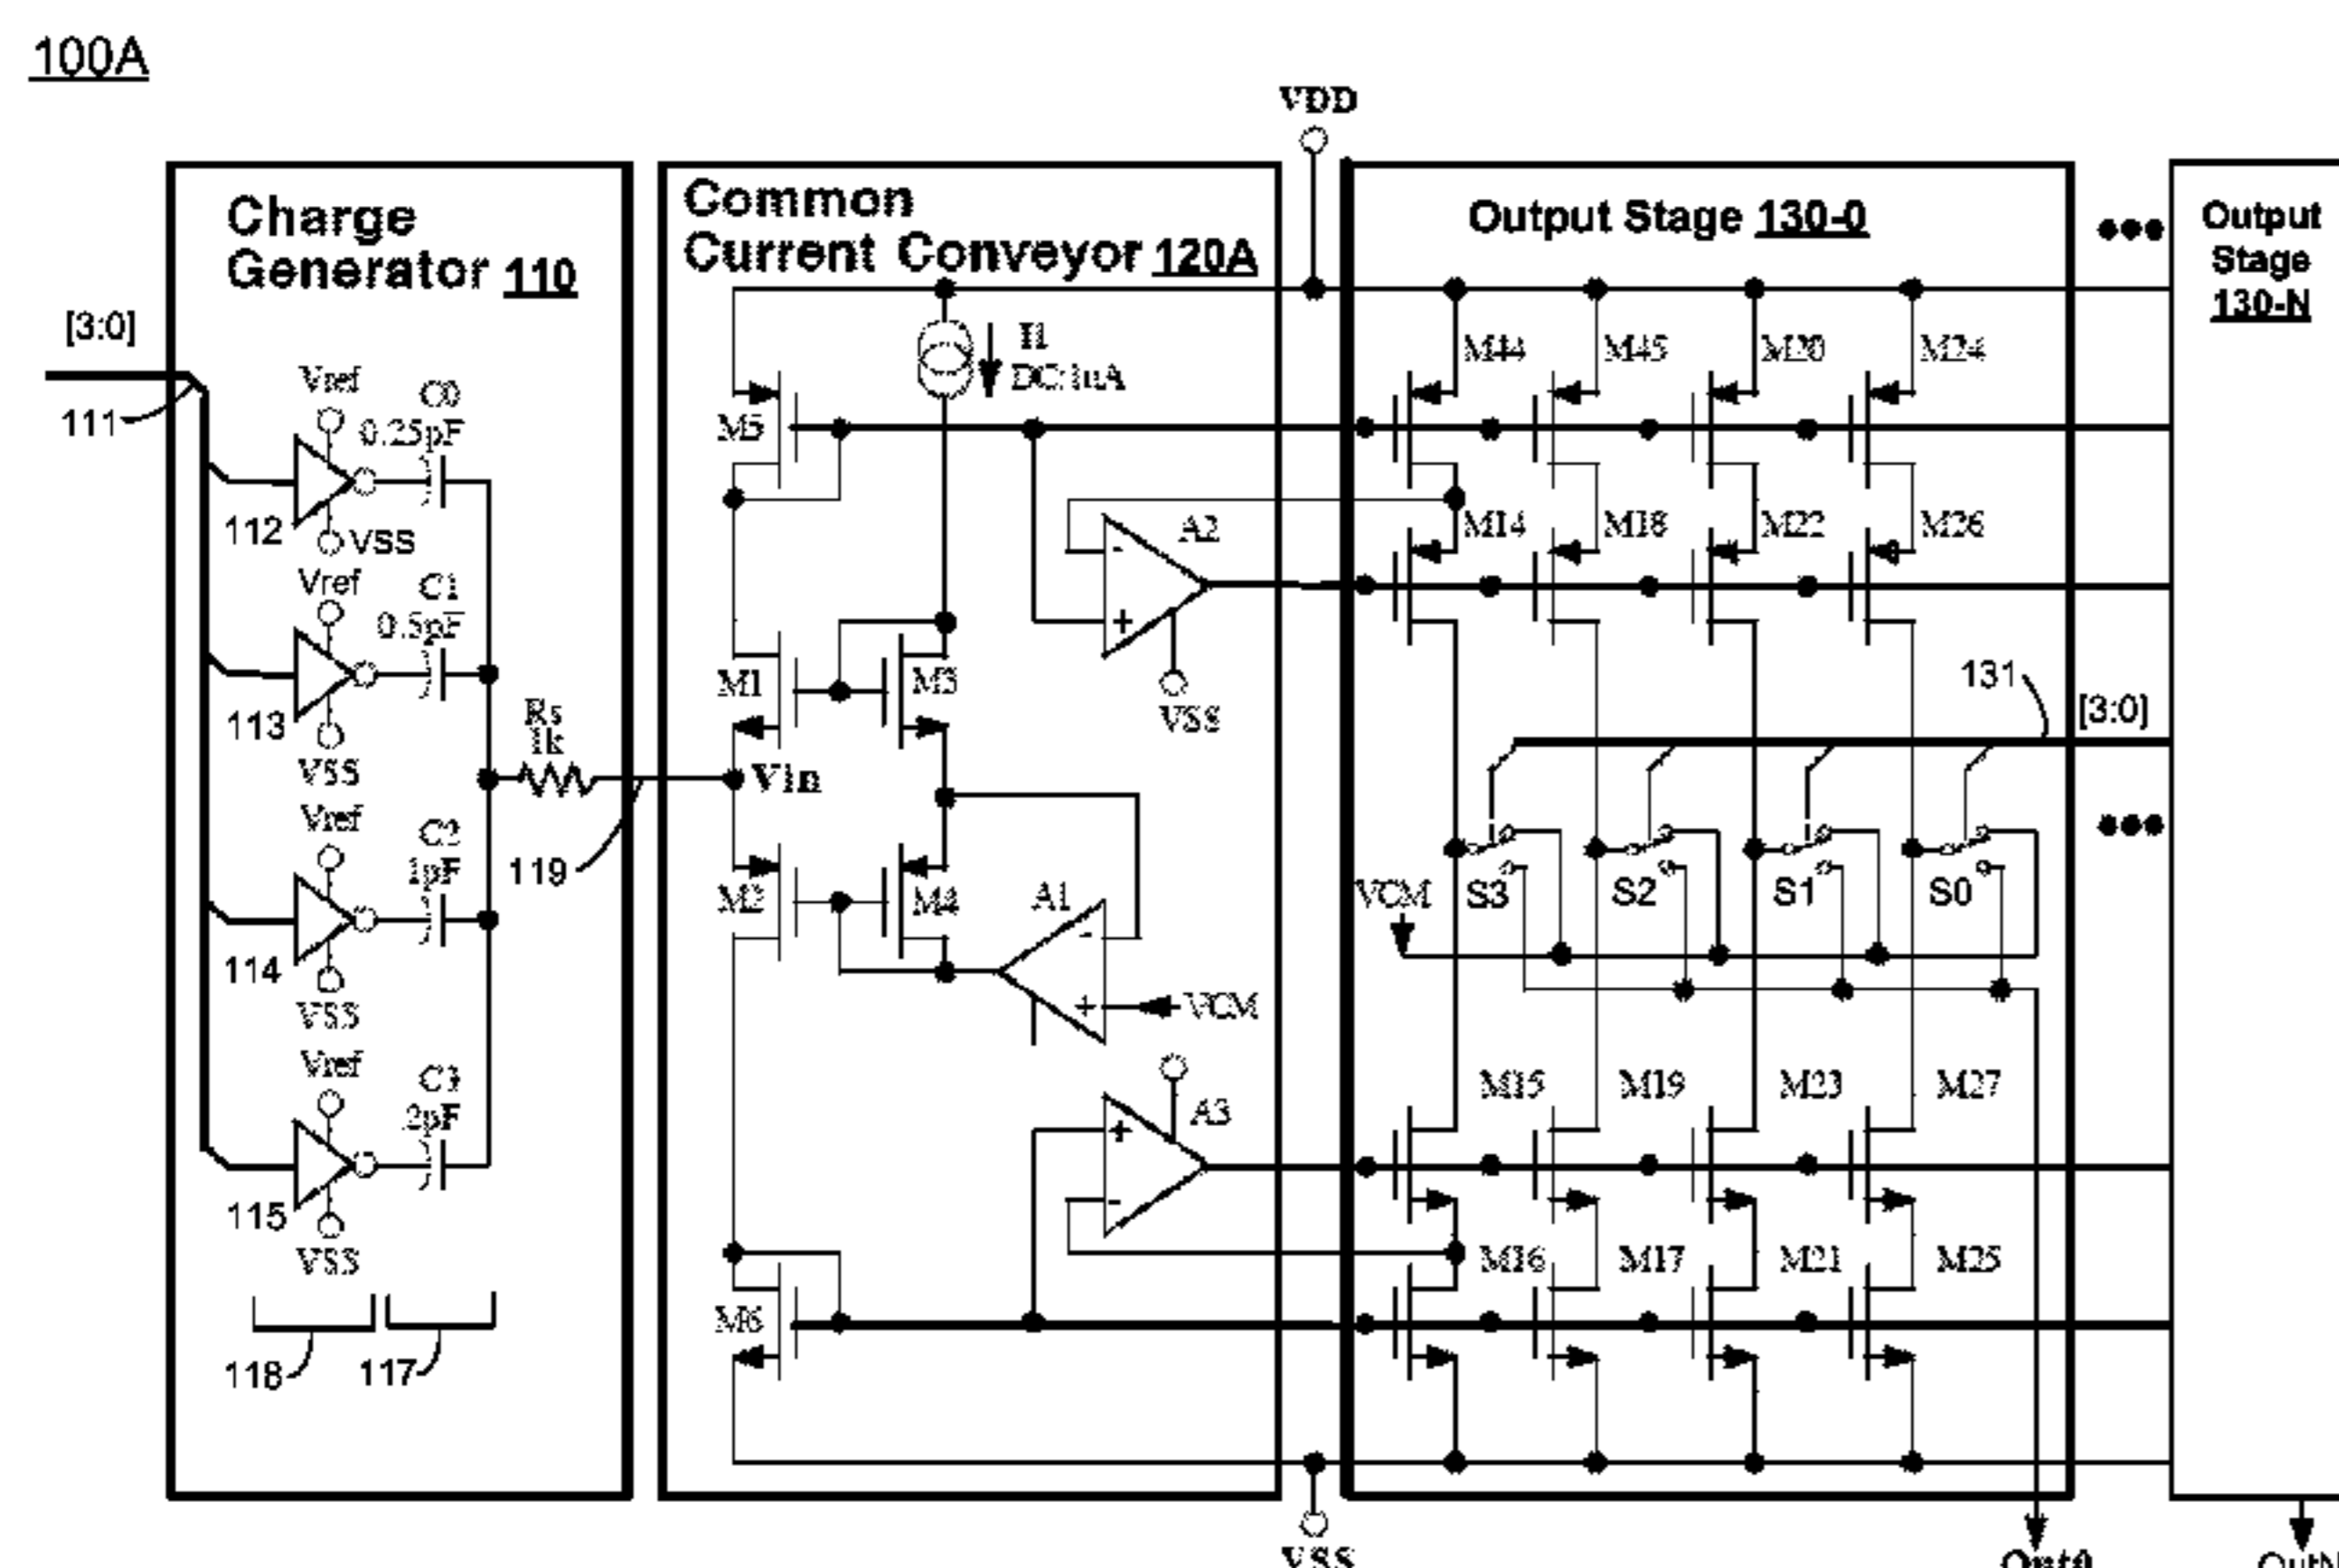 100A
VDD
Charge
Generator 110
Common
Current Conveyor 120A
Output Stage 130-0
Output
Stage
130-N
[3:0]
111
Vref
C0
0.25pF
112
VSS
Vref
C1
0.5pF
113
VSS
Rs
1k
Vref
C2
1pF
119
114
VSS
Vref
C3
2pF
115
VSS
118
117
I1
DC:1uA
M5
A2
-
+
VSS
M1
M3
Vin
M2
M4
A1
-
+
VCM
A3
+
-
M6
VSS
M44
M45
M20
M24
M14
M18
M22
M26
131
[3:0]
VCM
S3
S2
S1
S0
M15
M19
M23
M27
M16
M17
M21
M25
Out0
OutN